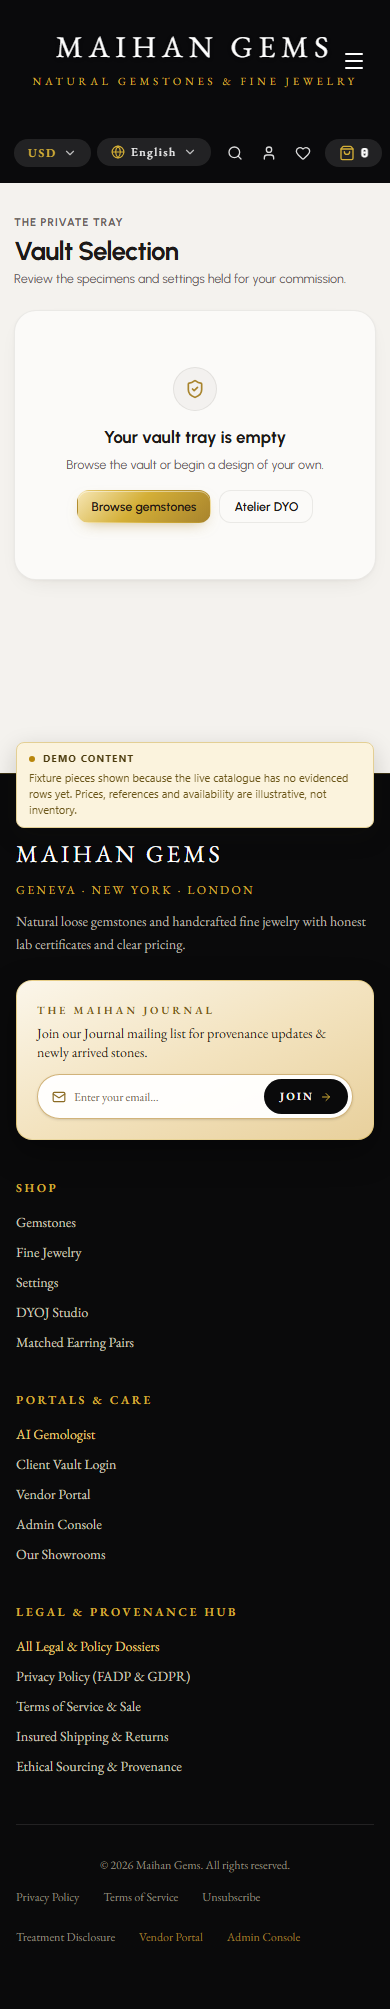 MAIHAN GEMS
NATURAL GEMSTONES & FINE JEWELRY
USD
English
0
THE PRIVATE TRAY
Vault Selection
Review the specimens and settings held for your commission.
Your vault tray is empty
Browse the vault or begin a design of your own.
Browse gemstones
Atelier DYO
DEMO CONTENT
Fixture pieces shown because the live catalogue has no evidenced
rows yet. Prices, references and availability are illustrative, not
inventory.
MAIHAN GEMS
GENEVA · NEW YORK · LONDON
Natural loose gemstones and handcrafted fine jewelry with honest
lab certificates and clear pricing.
THE MAIHAN JOURNAL
Join our Journal mailing list for provenance updates &
newly arrived stones.
Enter your email...
JOIN →
SHOP
Gemstones
Fine Jewelry
Settings
DYOJ Studio
Matched Earring Pairs
PORTALS & CARE
AI Gemologist
Client Vault Login
Vendor Portal
Admin Console
Our Showrooms
LEGAL & PROVENANCE HUB
All Legal & Policy Dossiers
Privacy Policy (FADP & GDPR)
Terms of Service & Sale
Insured Shipping & Returns
Ethical Sourcing & Provenance
© 2026 Maihan Gems. All rights reserved.
Privacy Policy Terms of Service Unsubscribe
Treatment Disclosure Vendor Portal Admin Console